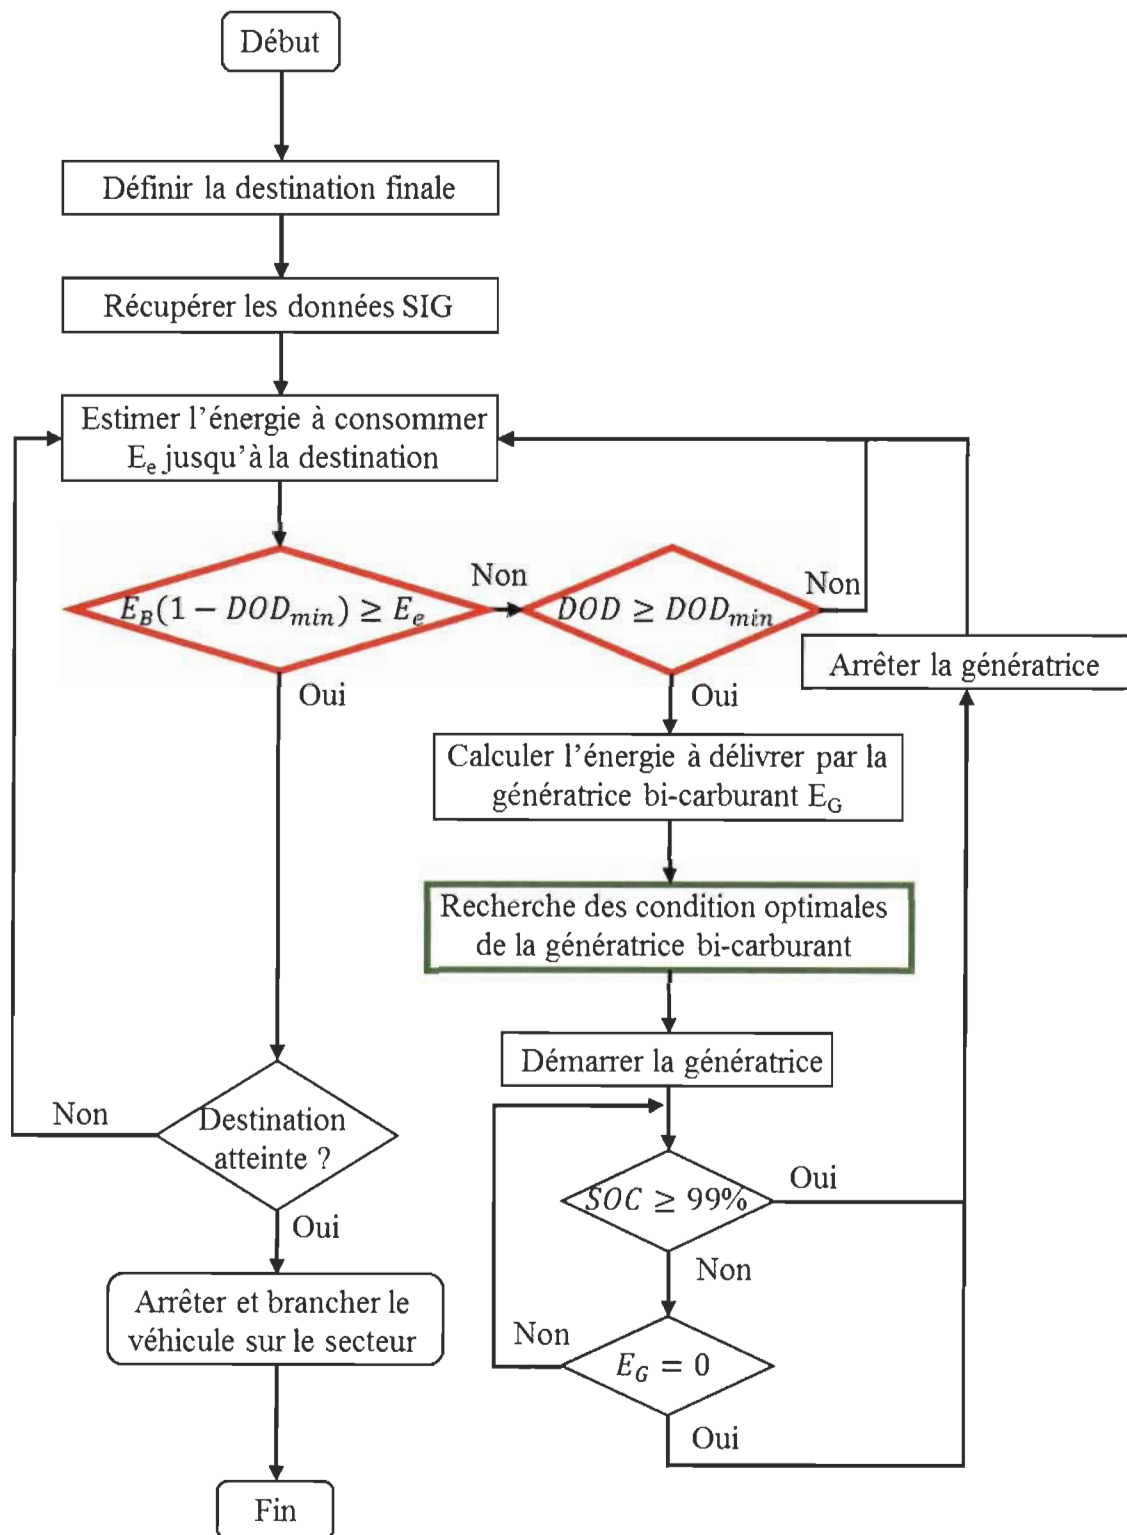 Début
Définir la destination finale
Récupérer les données SIG
Estimer l'énergie à consommer
Ee jusqu'à la destination
EB(1 − DODmin) ≥ Ee
Non
DOD ≥ DODmin
Non
Oui
Oui
Arrêter la génératrice
Calculer l'énergie à délivrer par la
génératrice bi-carburant EG
Recherche des condition optimales
de la génératrice bi-carburant
Démarrer la génératrice
Non
Destination
atteinte ?
Oui
SOC ≥ 99%
Oui
Non
Arrêter et brancher le
véhicule sur le secteur
Non
EG = 0
Oui
Fin